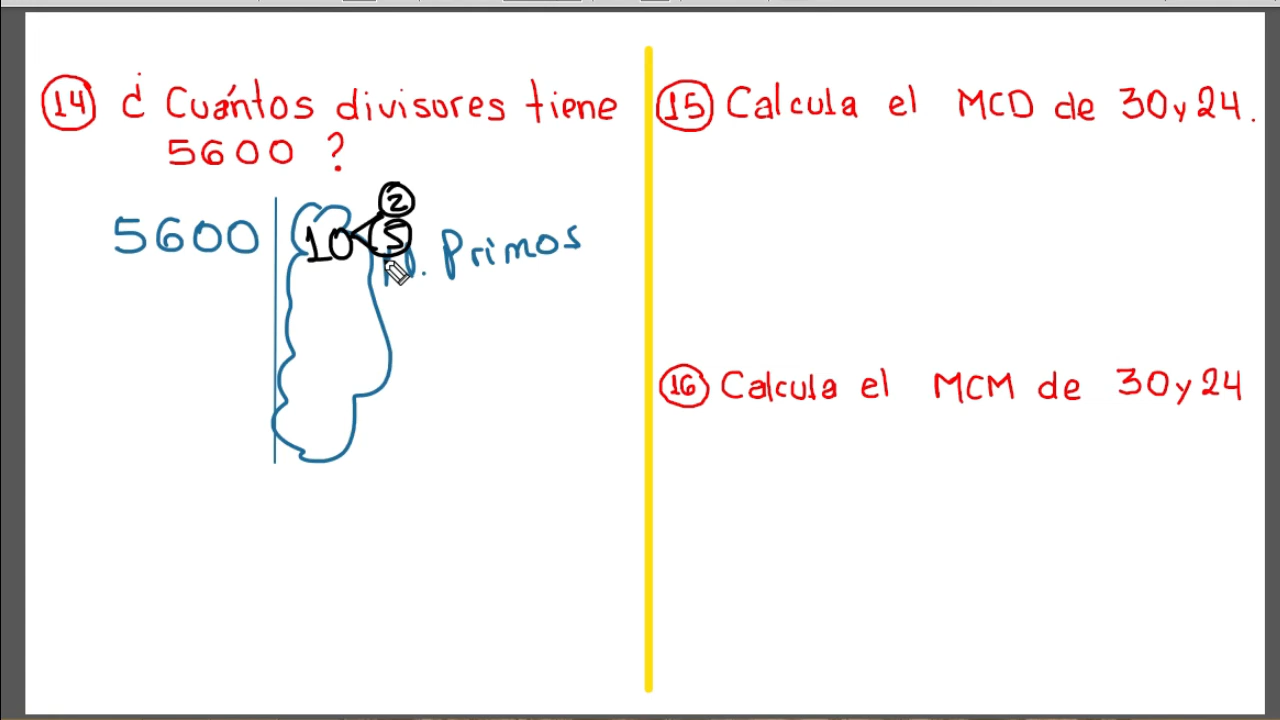 14 ¿Cuántos divisores tiene
5600 ?
5600 10 2
5
N. Primos
15 Calcula el MCD de 30 y 24.
16 Calcula el MCM de 30 y 24